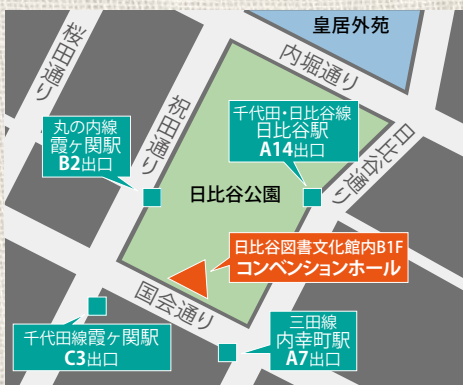 皇居外苑
桜田通り
内堀通り
祝田通り
丸の内線
霞ヶ関駅
B2出口
千代田・日比谷線
日比谷駅
A14出口
日比谷通り
日比谷公園
日比谷図書文化館内B1F
コンベンションホール
国会通り
千代田線霞ヶ関駅
C3出口
三田線
内幸町駅
A7出口